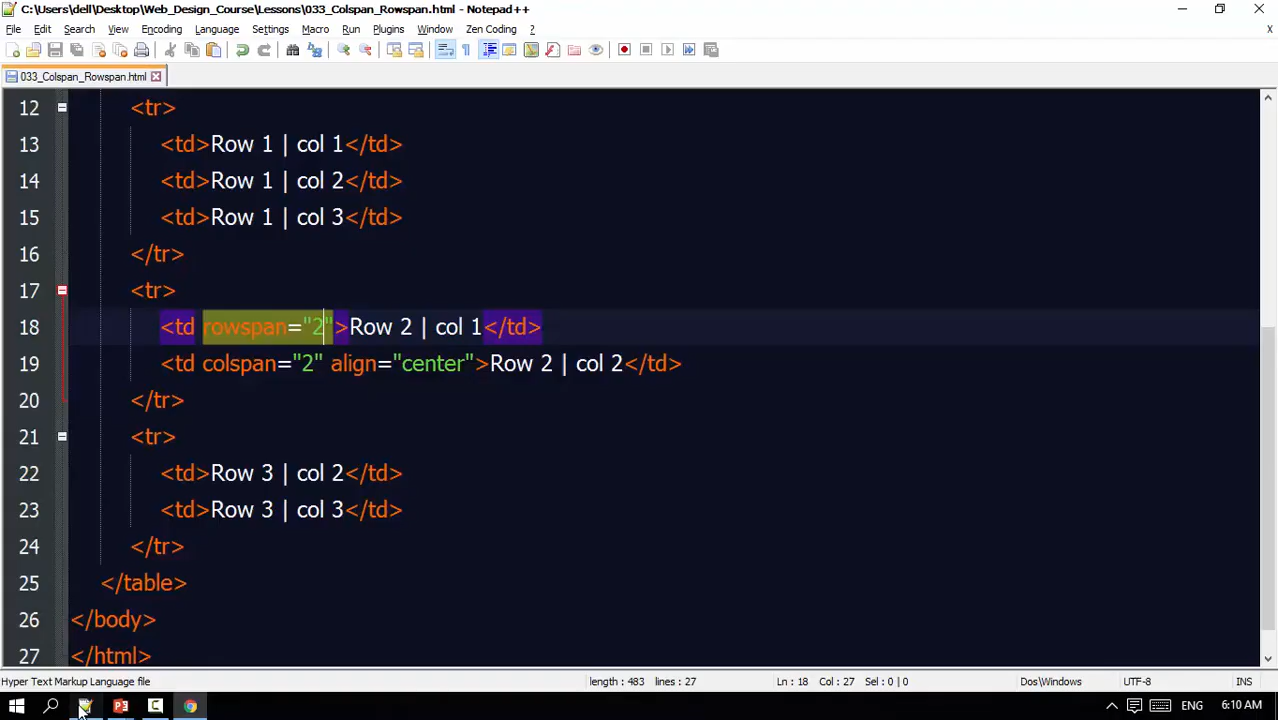 C:\Users\dell\Desktop\Web_Design_Course\Lessons\033_Colspan_Rowspan.html - Notepad++
File Edit Search View Encoding Language Settings Macro Run Plugins Window Zen Coding ? X
033_Colspan_Rowspan.html
12 <tr>
13 <td>Row 1 | col 1</td>
14 <td>Row 1 | col 2</td>
15 <td>Row 1 | col 3</td>
16 </tr>
17 <tr>
18 <td rowspan="2">Row 2 | col 1</td>
19 <td colspan="2" align="center">Row 2 | col 2</td>
20 </tr>
21 <tr>
22 <td>Row 3 | col 2</td>
23 <td>Row 3 | col 3</td>
24 </tr>
25 </table>
26 </body>
27 </html>
Hyper Text Markup Language file length : 483 lines : 27 Ln : 18 Col : 27 Sel : 0 | 0 Dos\Windows UTF-8 INS
ENG 6:10 AM